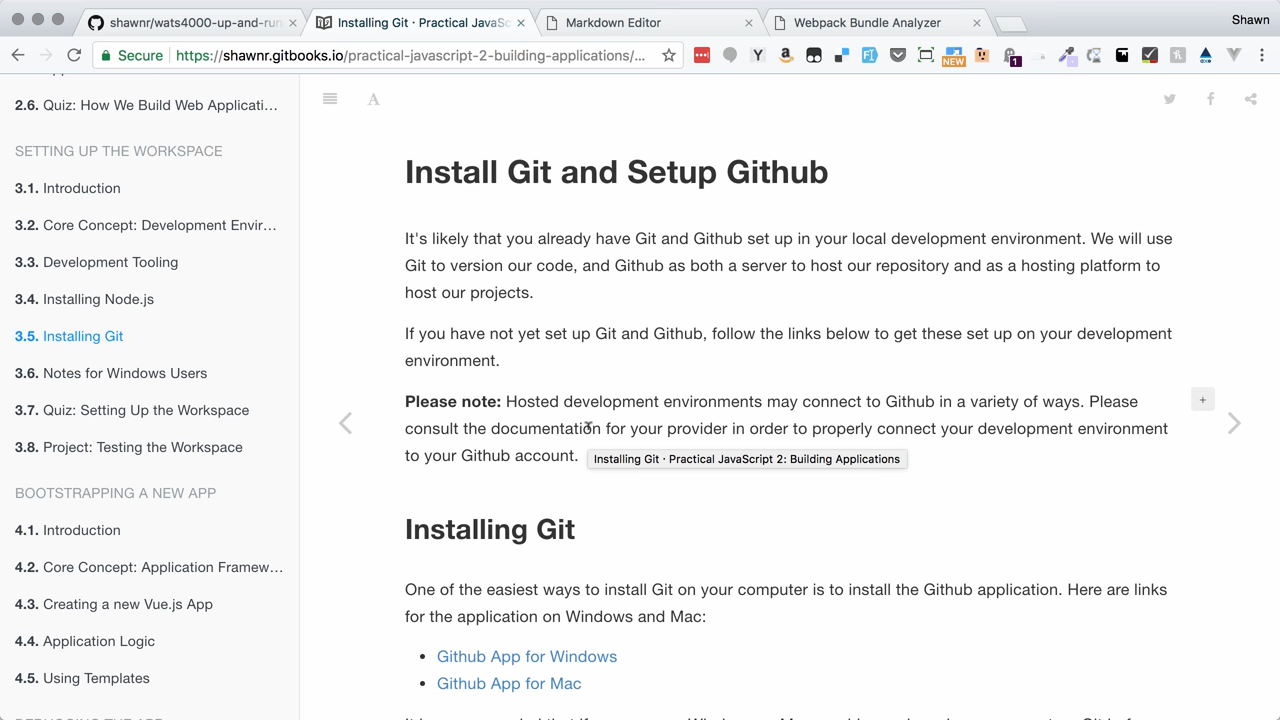 shawnr/wats4000-up-and-run
Installing Git · Practical JavaSc
Markdown Editor
Webpack Bundle Analyzer
Shawn
Secure
https://shawnr.gitbooks.io/practical-javascript-2-building-applications/...
Y
a
NEW
1
2.6. Quiz: How We Build Web Applicati...
SETTING UP THE WORKSPACE
3.1. Introduction
3.2. Core Concept: Development Envir...
3.3. Development Tooling
3.4. Installing Node.js
3.5. Installing Git
3.6. Notes for Windows Users
3.7. Quiz: Setting Up the Workspace
3.8. Project: Testing the Workspace
BOOTSTRAPPING A NEW APP
4.1. Introduction
4.2. Core Concept: Application Framew...
4.3. Creating a new Vue.js App
4.4. Application Logic
4.5. Using Templates
A
Install Git and Setup Github
It's likely that you already have Git and Github set up in your local development environment. We will use
Git to version our code, and Github as both a server to host our repository and as a hosting platform to
host our projects.
If you have not yet set up Git and Github, follow the links below to get these set up on your development
environment.
Please note: Hosted development environments may connect to Github in a variety of ways. Please
consult the documentation for your provider in order to properly connect your development environment
to your Github account.
+
Installing Git · Practical JavaScript 2: Building Applications
Installing Git
One of the easiest ways to install Git on your computer is to install the Github application. Here are links
for the application on Windows and Mac:
• Github App for Windows
• Github App for Mac